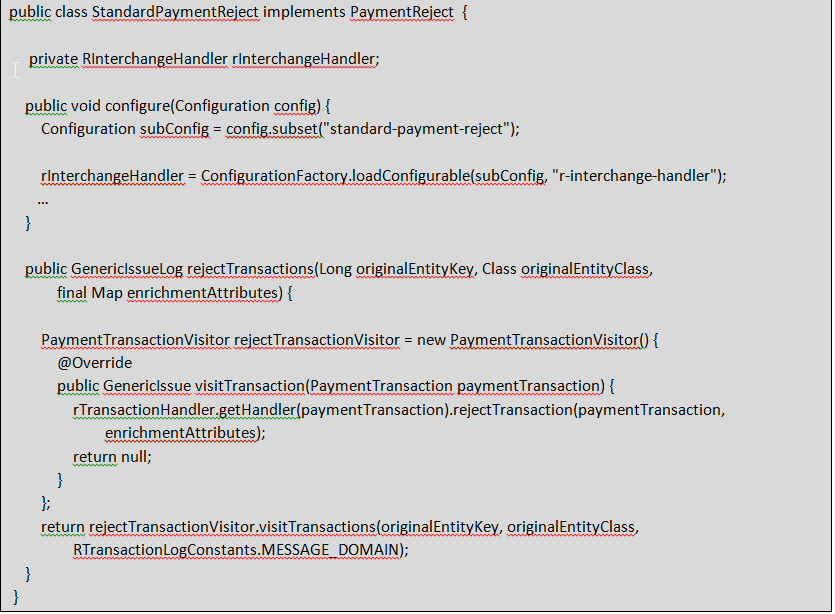 public class StandardPaymentReject implements PaymentReject {
private RInterchangeHandler rInterchangeHandler;
public void configure(Configuration config) {
Configuration subConfig = config.subset("standard-payment-reject");
rInterchangeHandler = ConfigurationFactory.loadConfigurable(subConfig, "r-interchange-handler");
...
}
public GenericIssueLog rejectTransactions(Long originalEntityKey, Class originalEntityClass,
final Map enrichmentAttributes) {
PaymentTransactionVisitor rejectTransactionVisitor = new PaymentTransactionVisitor() {
@Override
public GenericIssue visitTransaction(PaymentTransaction paymentTransaction) {
rTransactionHandler.getHandler(paymentTransaction).rejectTransaction(paymentTransaction,
enrichmentAttributes);
return null;
}
};
return rejectTransactionVisitor.visitTransactions(originalEntityKey, originalEntityClass,
RTransactionLogConstants.MESSAGE_DOMAIN);
}
}